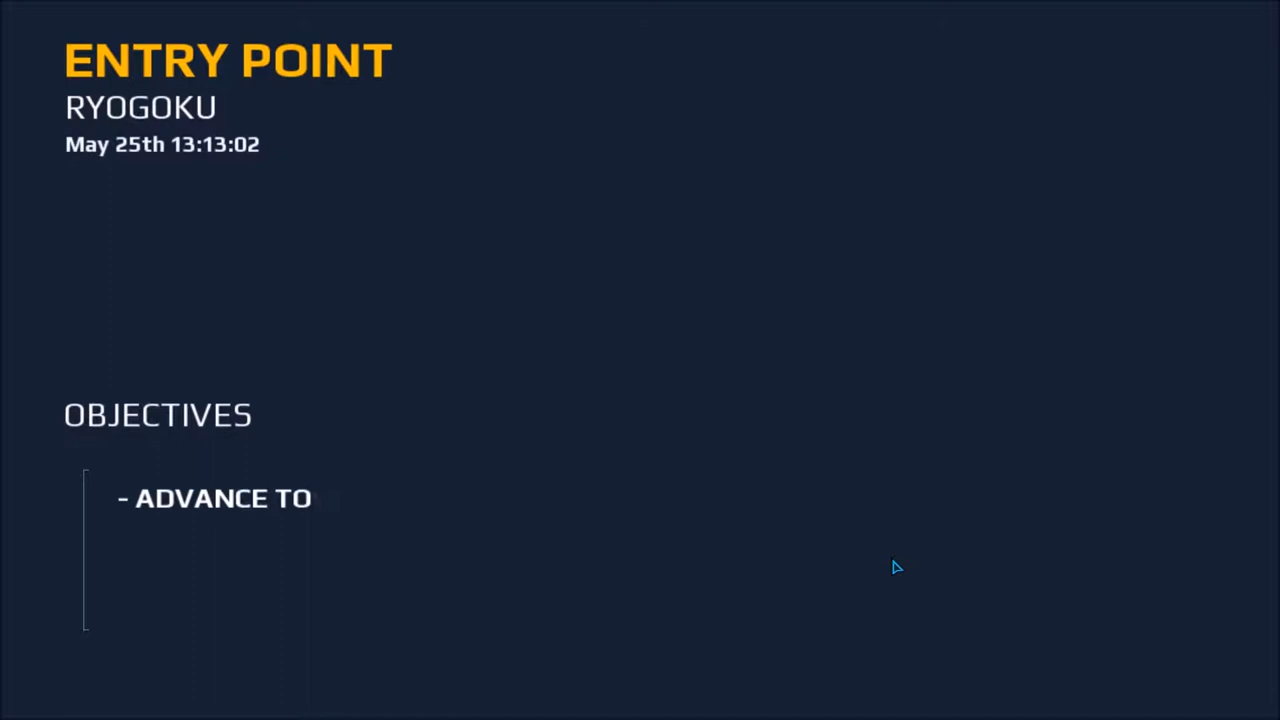 ENTRY POINT
RYOGOKU
May 25th 13:13:02
OBJECTIVES
- ADVANCE TO